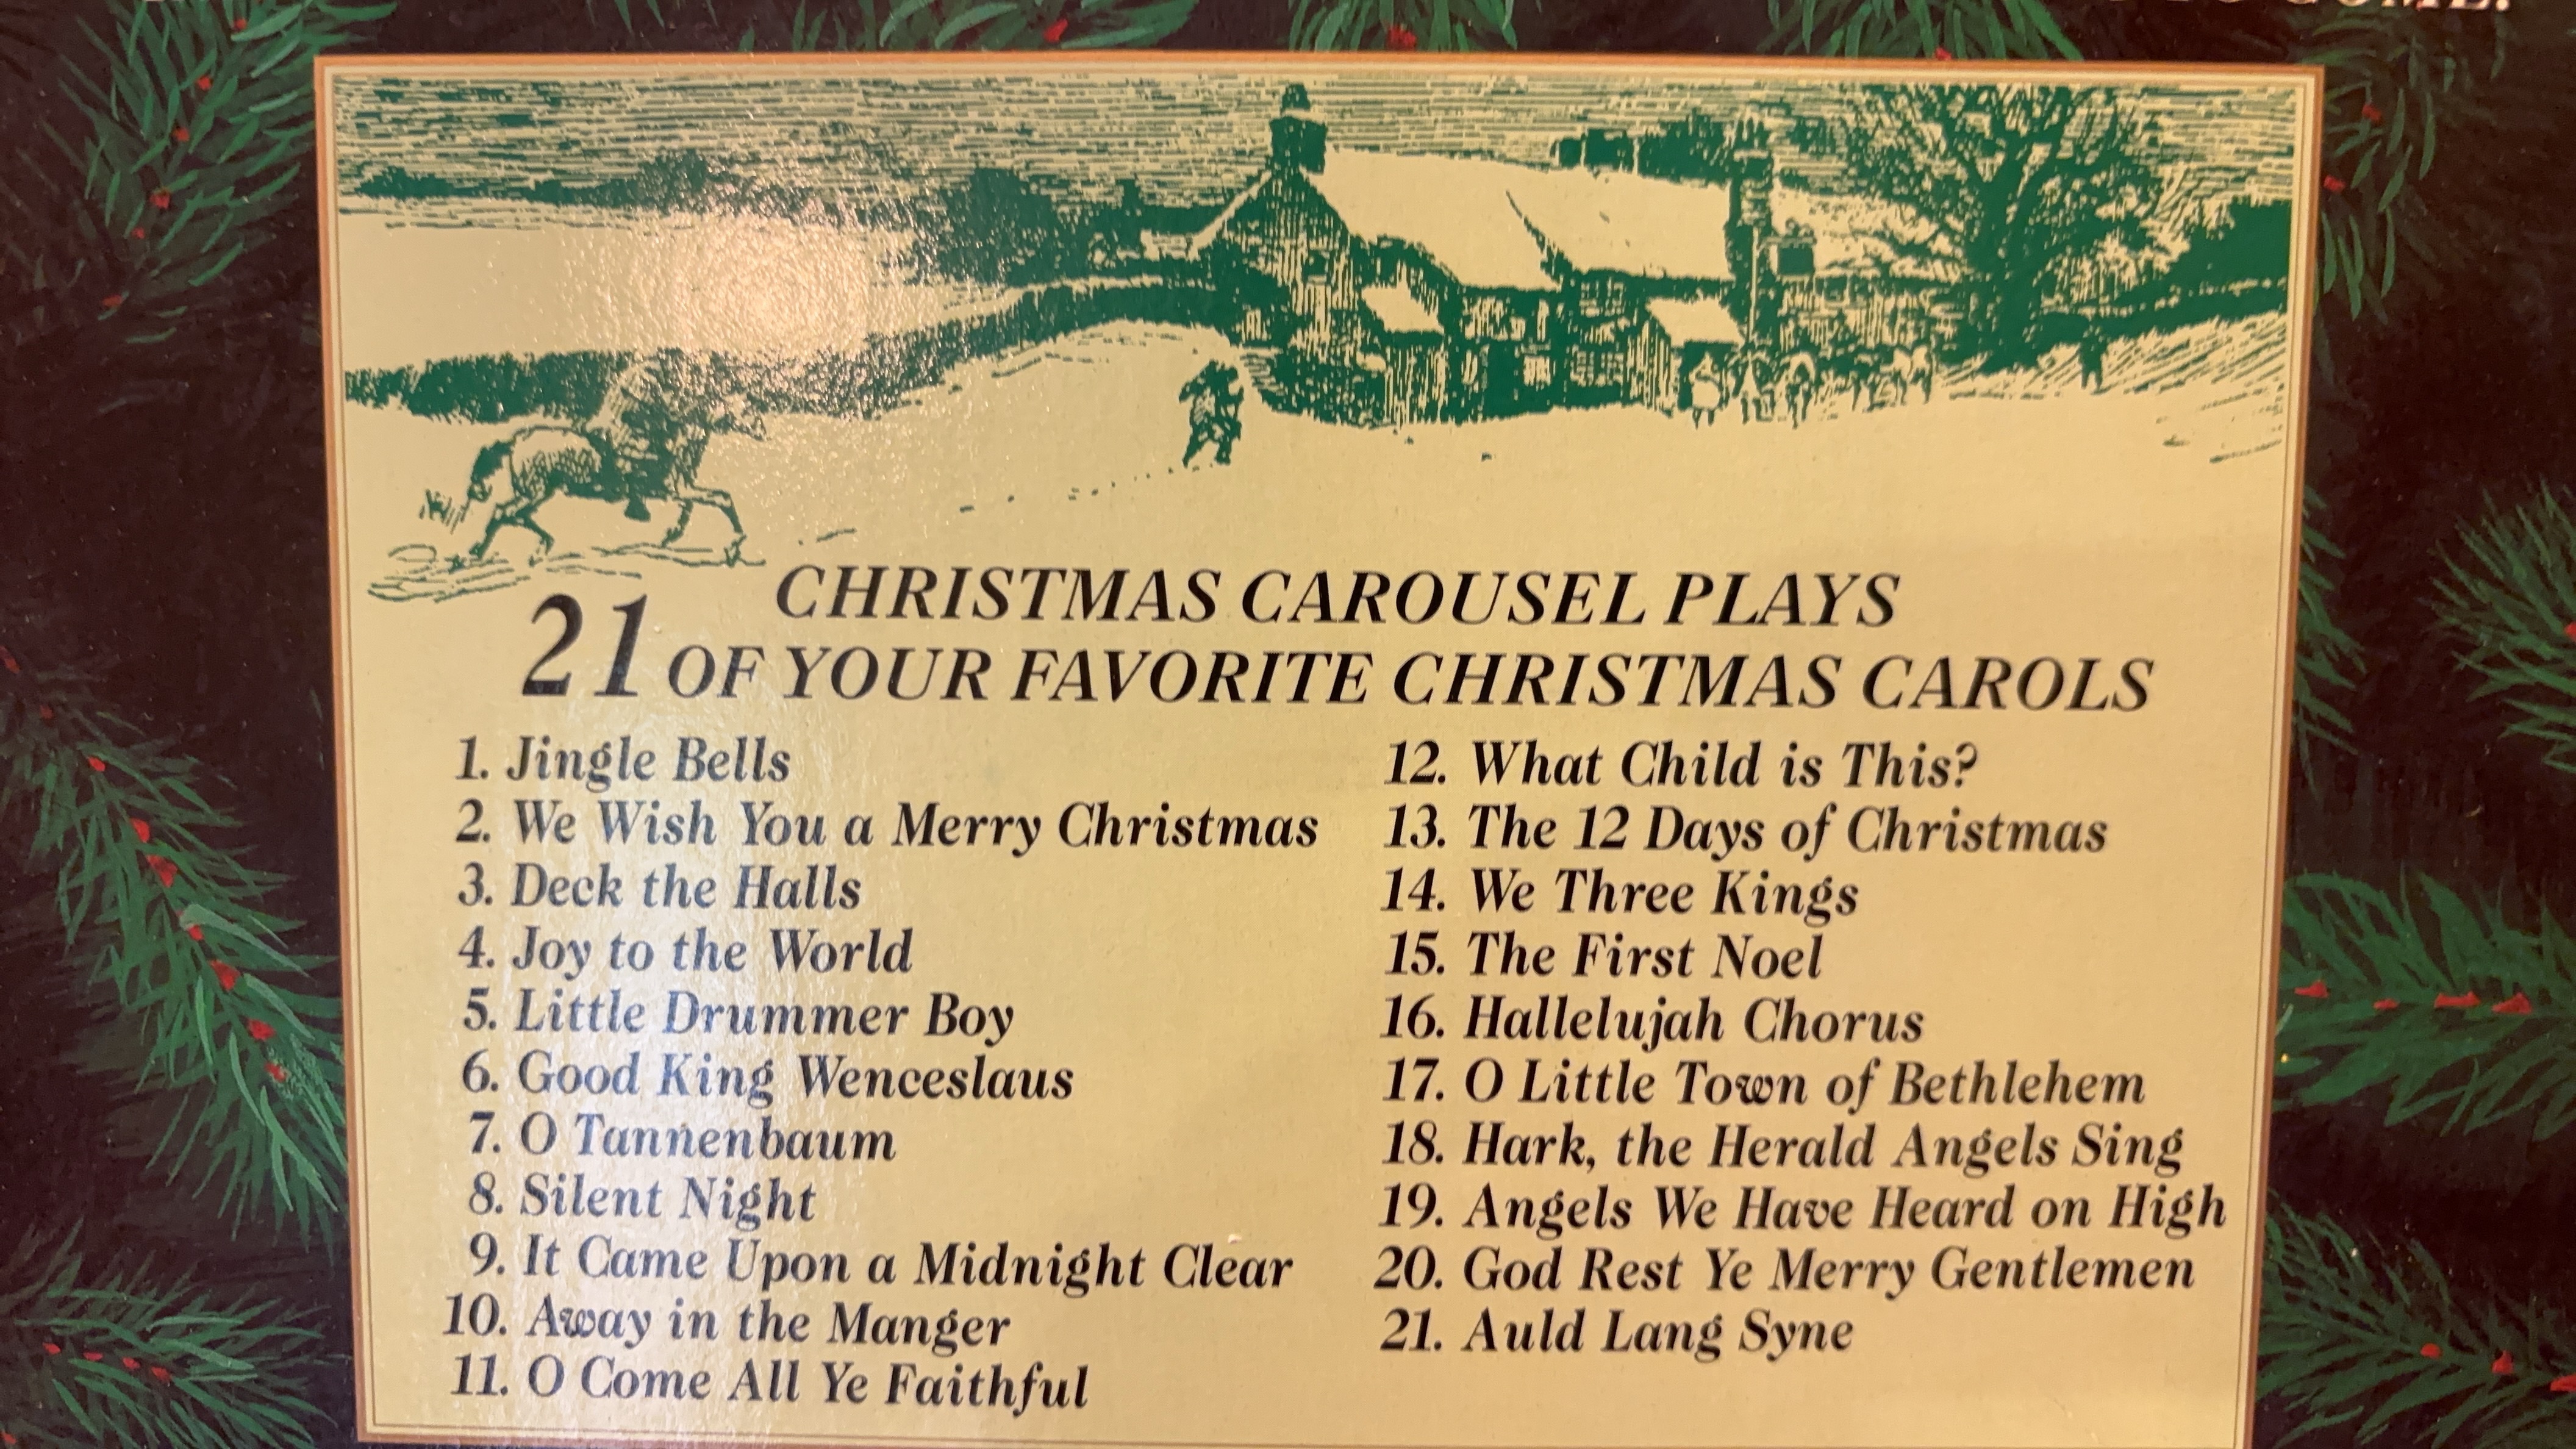 CHRISTMAS CAROUSEL PLAYS
21 OF YOUR FAVORITE CHRISTMAS CAROLS
1. Jingle Bells
2. We Wish You a Merry Christmas
3. Deck the Halls
4. Joy to the World
5. Little Drummer Boy
6. Good King Wenceslaus
7. O Tannenbaum
8. Silent Night
9. It Came Upon a Midnight Clear
10. Away in the Manger
11. O Come All Ye Faithful
12. What Child is This?
13. The 12 Days of Christmas
14. We Three Kings
15. The First Noel
16. Hallelujah Chorus
17. O Little Town of Bethlehem
18. Hark, the Herald Angels Sing
19. Angels We Have Heard on High
20. God Rest Ye Merry Gentlemen
21. Auld Lang Syne